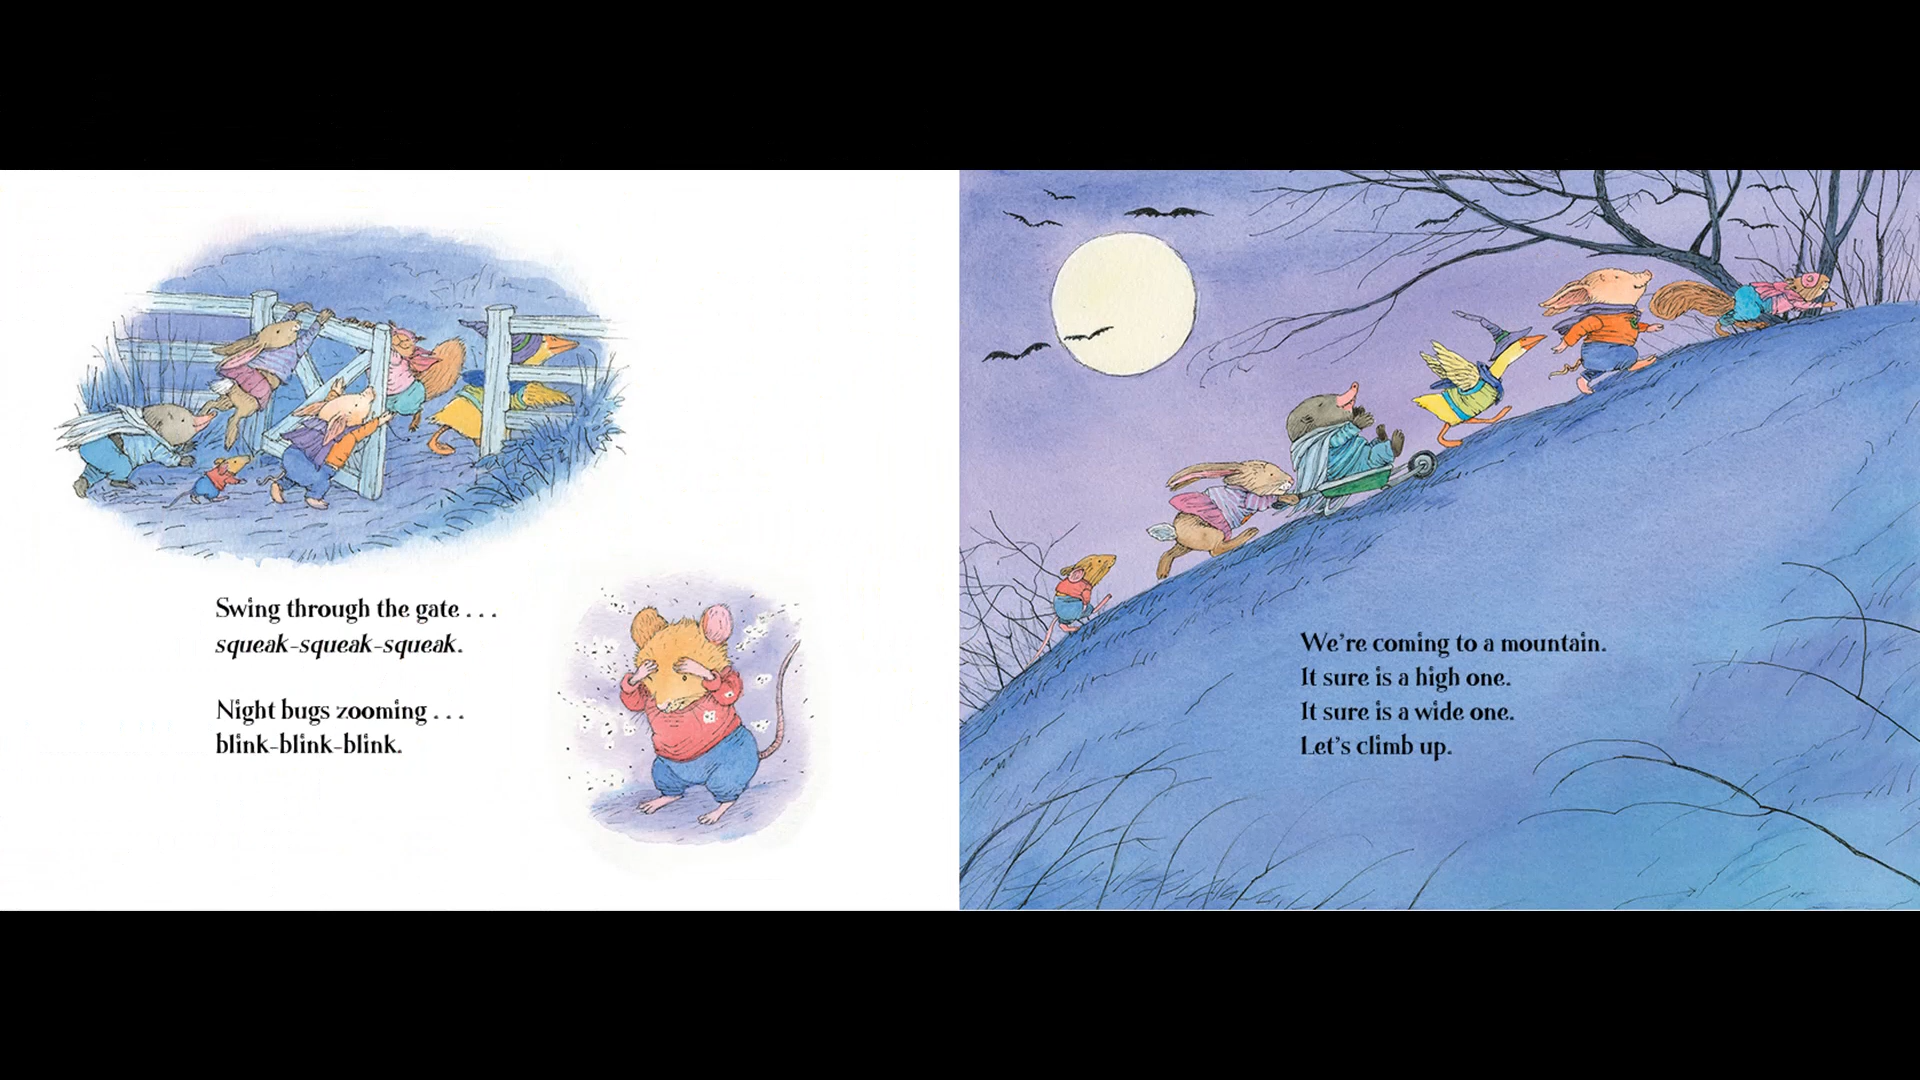 Swing through the gate . . .
squeak-squeak-squeak.
Night bugs zooming . . .
blink-blink-blink.
We're coming to a mountain.
It sure is a high one.
It sure is a wide one.
Let's climb up.